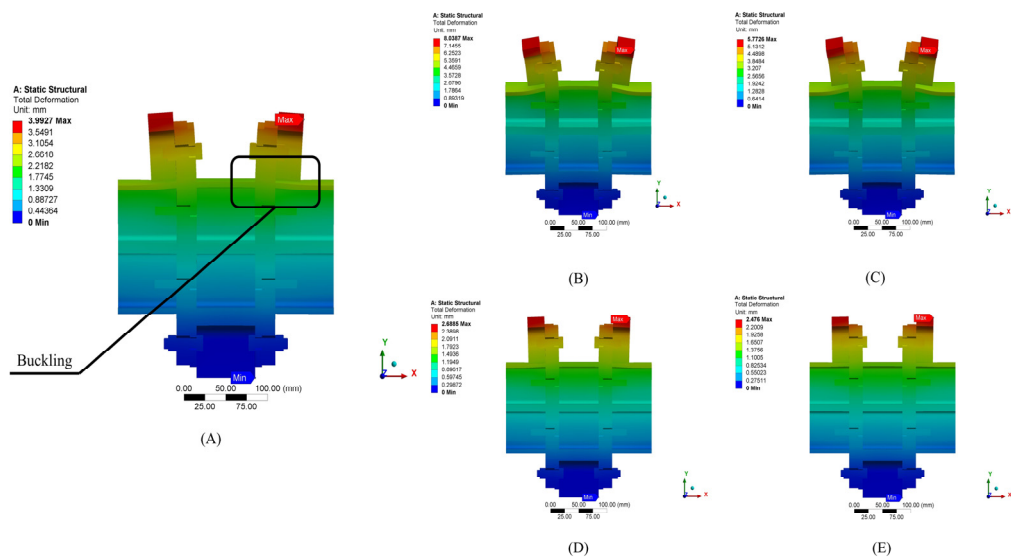 A: Static Structural
Total Deformation
Unit: mm
3.9927 Max
3.5491
3.1054
2.2182
1.7745
1.3309
0.88727
0.44364
0 Min
Max
Min
Buckling
Y
X
Z
0.00 50.00 100.00 (mm)
25.00 75.00
(A)
A: Static Structural
Total Deformation
Unit: mm
8.0387 Max
7.1455
6.2523
5.3591
4.4659
3.5728
1.7864
0.89319
0 Min
Max
Min
Y
X
Z
0.00 50.00 100.00 (mm)
25.00 75.00
(B)
A: Static Structural
Total Deformation
Unit: mm
5.7726 Max
4.4898
3.8484
3.207
2.5656
1.9242
1.2828
0.6414
0 Min
Max
Min
Y
X
Z
0.00 50.00 100.00 (mm)
25.00 75.00
(C)
A: Static Structural
Total Deformation
Unit: mm
2.6885 Max
2.3898
2.0911
1.7923
1.4936
1.1949
0.59745
0.29872
0 Min
Max
Min
Y
X
Z
0.00 50.00 100.00 (mm)
25.00 75.00
(D)
A: Static Structural
Total Deformation
Unit: mm
2.476 Max
2.2009
1.9258
1.6507
1.3756
1.1005
0.82534
0.55023
0.27511
0 Min
Max
Min
Y
X
Z
0.00 50.00 100.00 (mm)
25.00 75.00
(E)